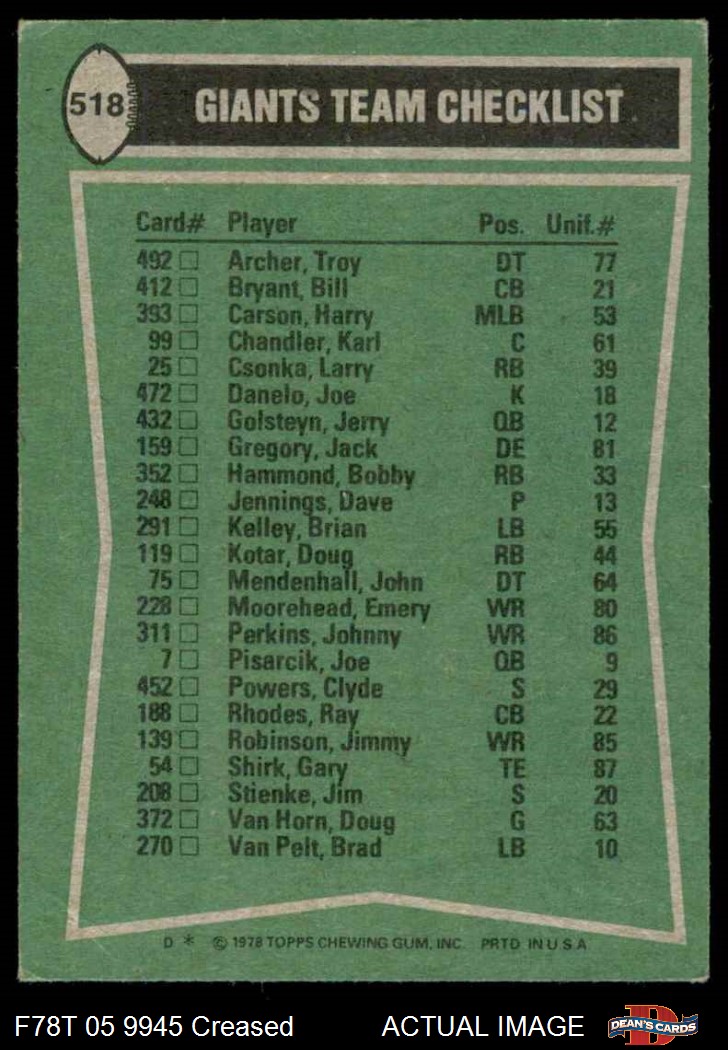 518 GIANTS TEAM CHECKLIST
Card# Player Pos. Unif.#
492 Archer, Troy DT 77
412 Bryant, Bill CB 21
393 Carson, Harry MLB 53
99 Chandler, Karl C 61
25 Csonka, Larry RB 39
472 Danelo, Joe K 18
432 Golsteyn, Jerry QB 12
159 Gregory, Jack DE 81
352 Hammond, Bobby RB 33
248 Jennings, Dave P 13
291 Kelley, Brian LB 55
119 Kotar, Doug RB 44
75 Mendenhall, John DT 64
228 Moorehead, Emery WR 80
311 Perkins, Johnny WR 86
7 Pisarcik, Joe QB 9
452 Powers, Clyde S 29
188 Rhodes, Ray CB 22
139 Robinson, Jimmy WR 85
54 Shirk, Gary TE 87
208 Stienke, Jim S 20
372 Van Horn, Doug G 63
270 Van Pelt, Brad LB 10
D * © 1978 TOPPS CHEWING GUM, INC. PRTD. IN U.S.A.
F78T 05 9945 Creased ACTUAL IMAGE D DEAN'S CARDS